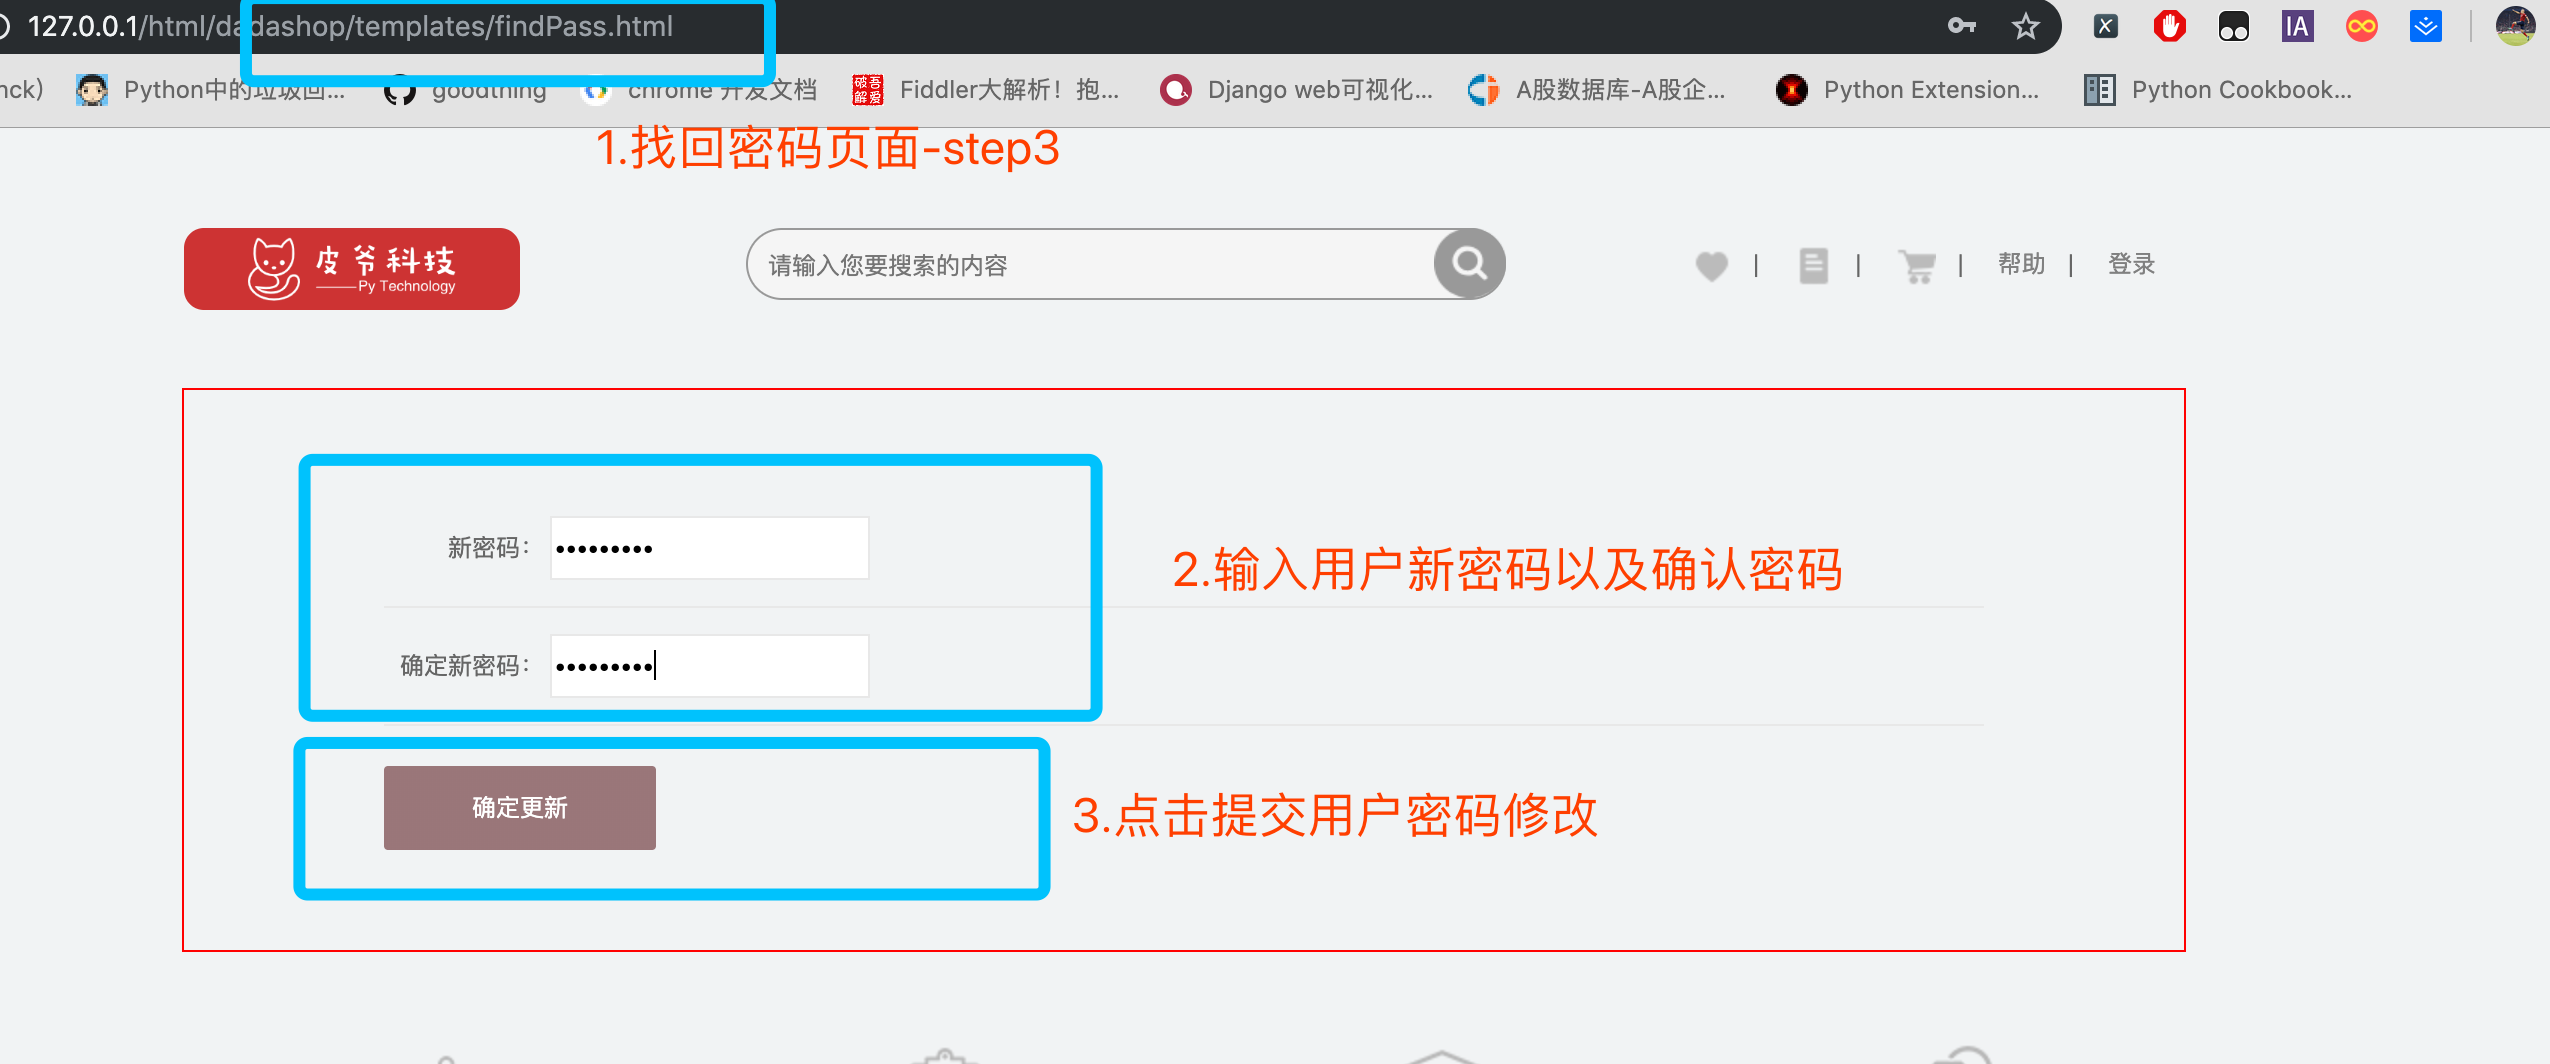 127.0.0.1/html/dadashop/templates/findPass.html
IA
nck)
Python中的垃圾回...
goodthing
chrome 开发文档
破吾解爱
Fiddler大解析！抱...
Django web可视化...
A股数据库-A股企...
Python Extension...
Python Cookbook...
1.找回密码页面-step3
皮爷科技
Py Technology
请输入您要搜索的内容
| | | 帮助 | 登录
新密码：
2.输入用户新密码以及确认密码
确定新密码：
确定更新
3.点击提交用户密码修改